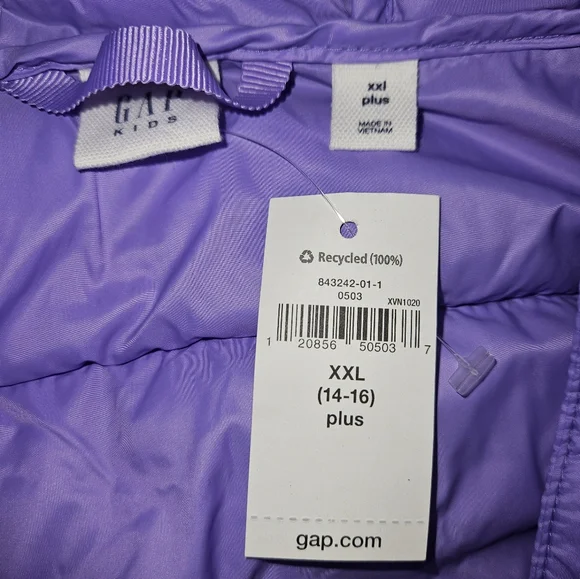 GAP
KIDS
xxl
plus
MADE IN
VIETNAM
Recycled (100%)
843242-01-1
0503
XVN1020
1 20856 50503 7
XXL
(14-16)
plus
gap.com